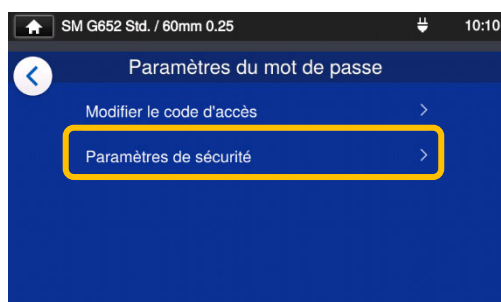 SM G652 Std. / 60mm 0.25 10:10
Paramètres du mot de passe
Modifier le code d'accès
Paramètres de sécurité